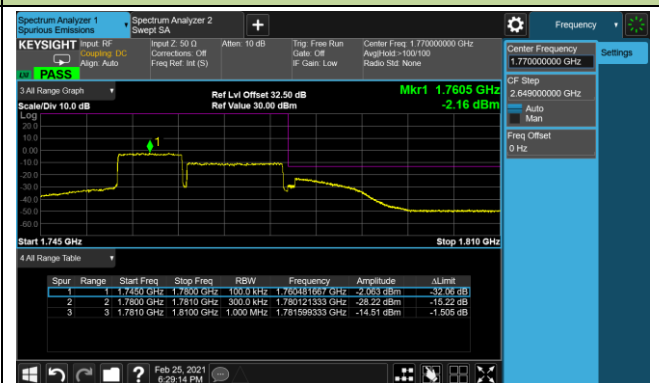 Spectrum Analyzer 1
Spurious Emissions
Spectrum Analyzer 2
Swept SA
Frequency
KEYSIGHT
Input: RF
Coupling: DC
Align: Auto
Input Z: 50 Ω
Corrections: Off
Freq Ref: Int (S)
Atten: 10 dB
Trig: Free Run
Gate: Off
IF Gain: Low
Center Freq: 1.770000000 GHz
Avg|Hold:>100/100
Radio Std: None
LXI PASS
Center Frequency
1.770000000 GHz
Settings
CF Step
2.649000000 GHz
Auto
Man
Freq Offset
0 Hz
3 All Range Graph
Scale/Div 10.0 dB
Ref Lvl Offset 32.50 dB
Ref Value 30.00 dBm
Mkr1 1.7605 GHz
-2.16 dBm
Log
20.0
10.0
0.00
-10.0
-20.0
-30.0
-40.0
-50.0
-60.0
1
Start 1.745 GHz
Stop 1.810 GHz
4 All Range Table
Spur Range Start Freq Stop Freq RBW Frequency Amplitude ΔLimit
1 1 1.7450 GHz 1.7800 GHz 100.0 kHz 1.760481667 GHz -2.063 dBm -32.06 dB
2 2 1.7800 GHz 1.7810 GHz 300.0 kHz 1.780121333 GHz -28.22 dBm -15.22 dB
3 3 1.7810 GHz 1.8100 GHz 1.000 MHz 1.781599333 GHz -14.51 dBm -1.505 dB
? Feb 25, 2021
6:29:14 PM